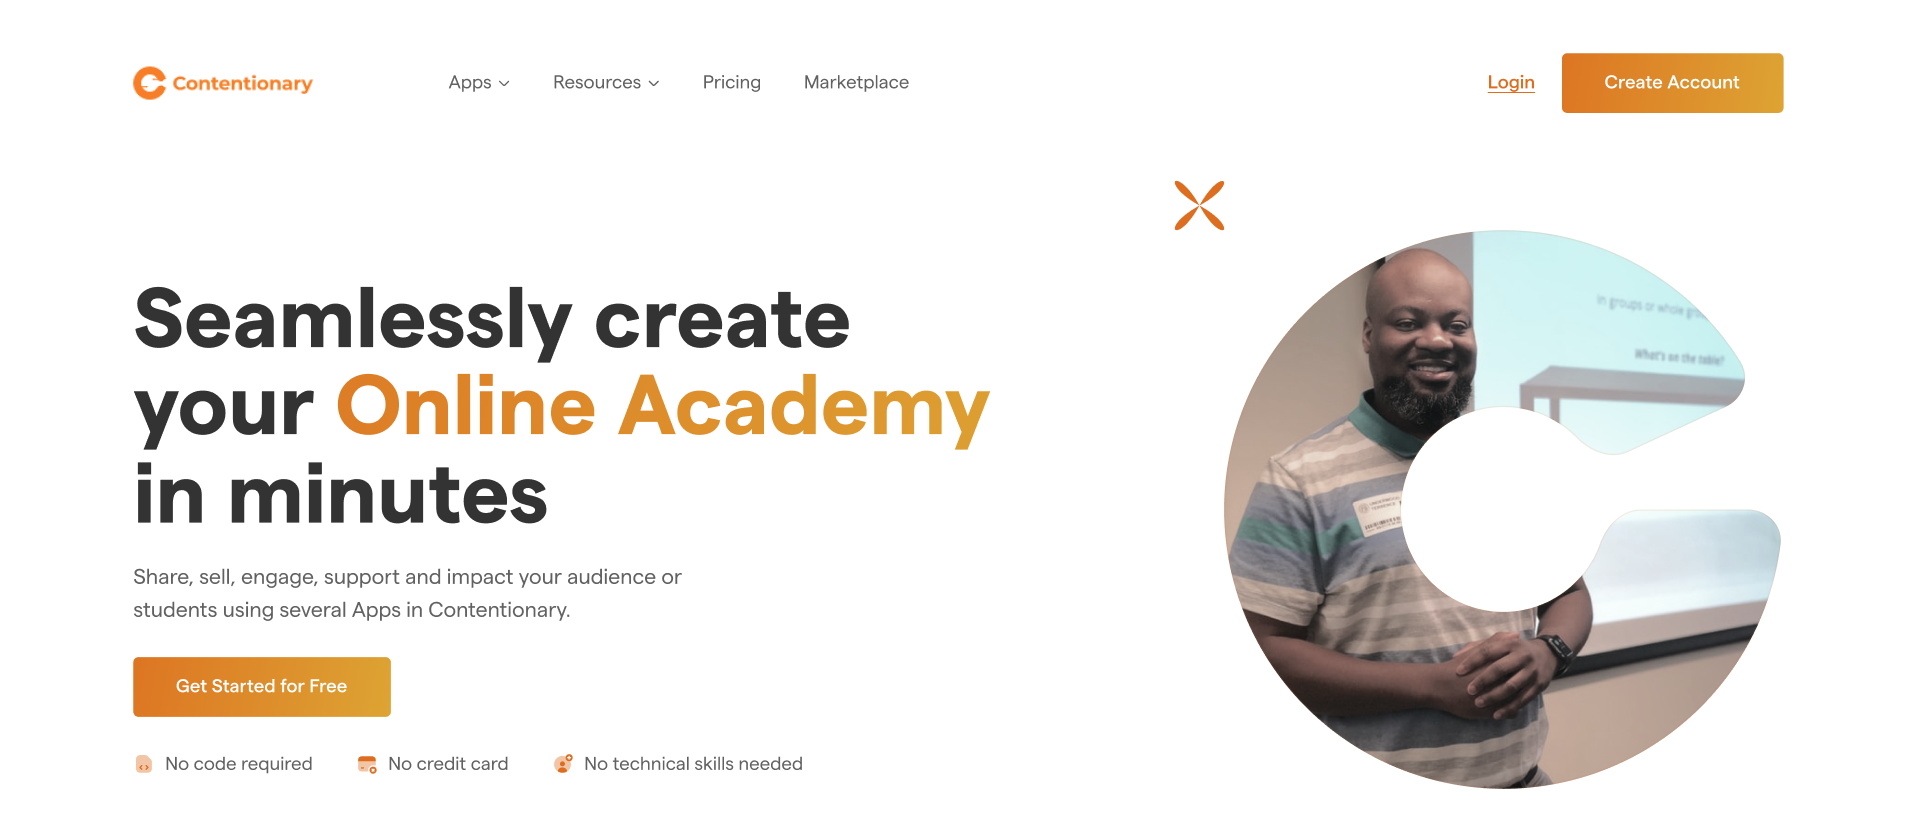 Contentionary
Apps
Resources
Pricing
Marketplace
Login
Create Account
Seamlessly create
your Online Academy
in minutes
Share, sell, engage, support and impact your audience or
students using several Apps in Contentionary.
Get Started for Free
No code required
No credit card
No technical skills needed
in groups or whole
What's on the table?